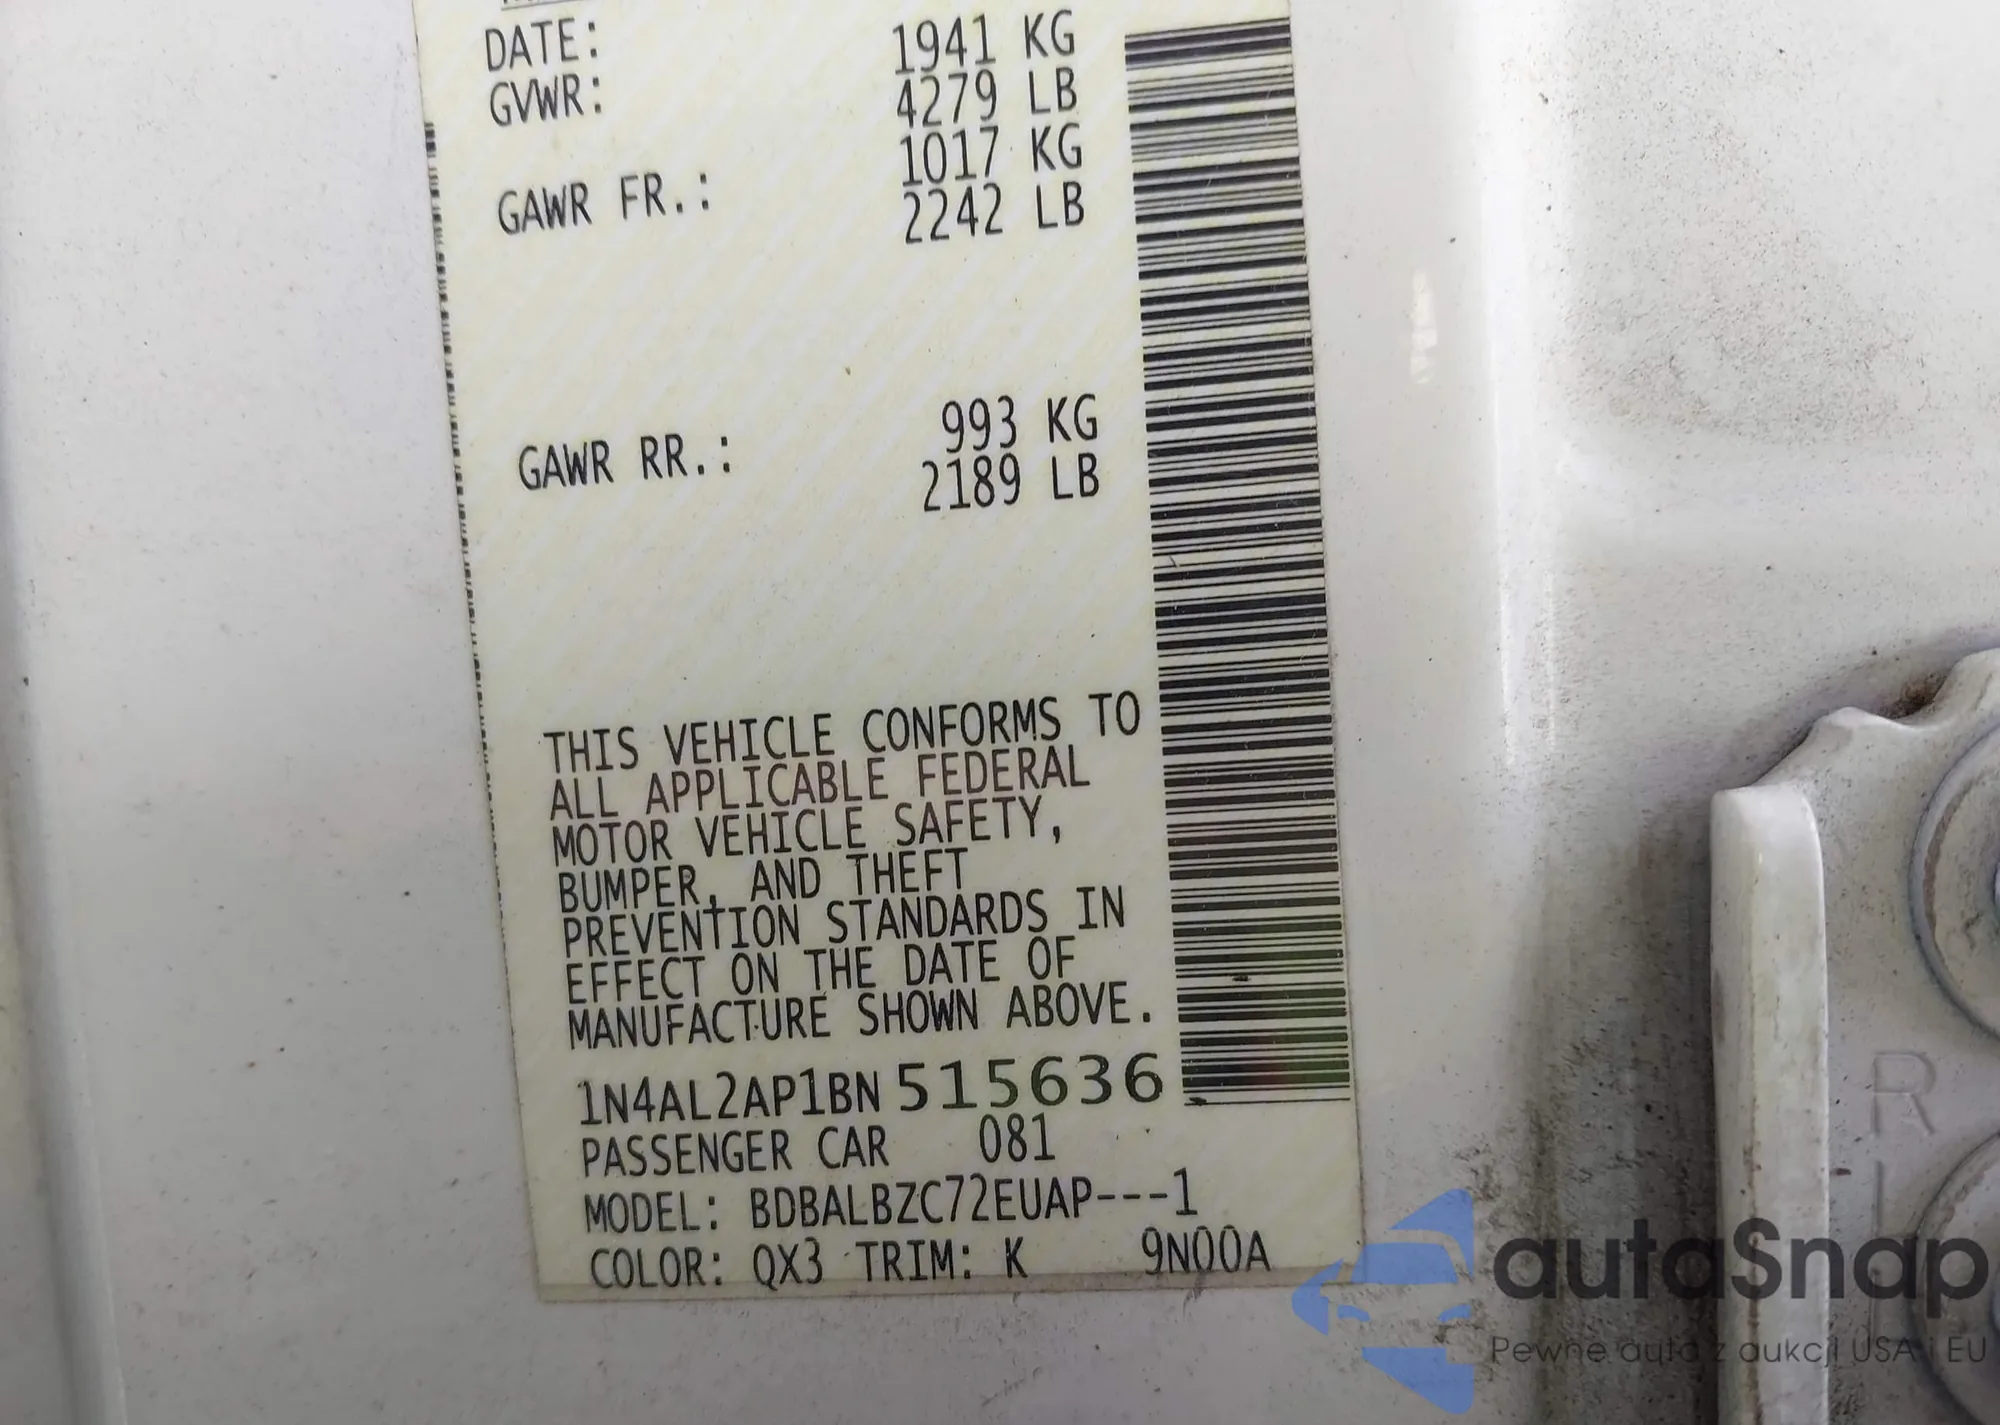 DATE: 1941 KG
GVWR: 4279 LB
1017 KG
GAWR FR.: 2242 LB
993 KG
GAWR RR.: 2189 LB
THIS VEHICLE CONFORMS TO
ALL APPLICABLE FEDERAL
MOTOR VEHICLE SAFETY,
BUMPER, AND THEFT
PREVENTION STANDARDS IN
EFFECT ON THE DATE OF
MANUFACTURE SHOWN ABOVE.
1N4AL2AP1BN515636
PASSENGER CAR 081
MODEL: BDBALBZC72EUAP---1
COLOR: QX3 TRIM: K 9N00A
autoSnap
Pewne auta z aukcji USA i EU